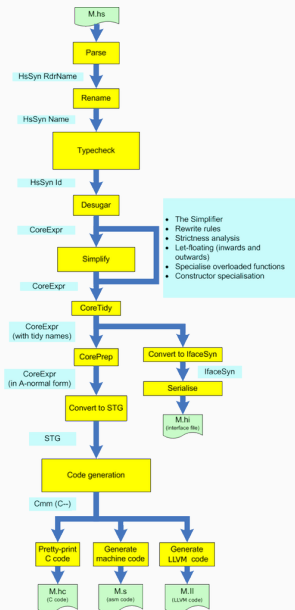 M.hs
Parse
HsSyn RdrName
Rename
HsSyn Name
Typecheck
HsSyn Id
Desugar
CoreExpr
• The Simplifier
• Rewrite rules
• Strictness analysis
• Let-floating (inwards and
outwards)
• Specialise overloaded functions
• Constructor specialisation
Simplify
CoreExpr
CoreTidy
CoreExpr
(with tidy names)
Convert to IfaceSyn
CorePrep
IfaceSyn
CoreExpr
(in A-normal form)
Serialise
Convert to STG
M.hi
(interface file)
STG
Code generation
Cmm (C--)
Pretty-print
C code
Generate
machine code
Generate
LLVM code
M.hc
(C code)
M.s
(asm code)
M.ll
(LLVM code)